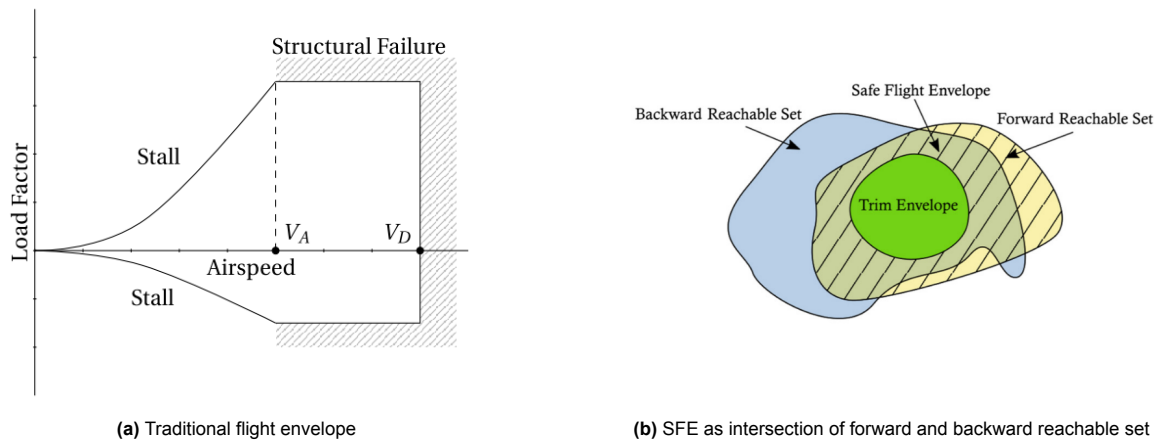 Structural Failure
Stall
Load Factor
V_A
V_D
Airspeed
Stall
(a) Traditional flight envelope
Safe Flight Envelope
Backward Reachable Set
Forward Reachable Set
Trim Envelope
(b) SFE as intersection of forward and backward reachable set